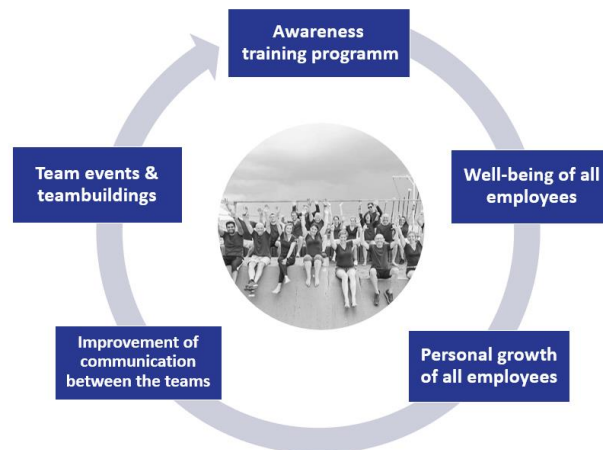 Awareness
training programm
Well-being of all
employees
Personal growth
of all employees
Improvement of
communication
between the teams
Team events &
teambuildings